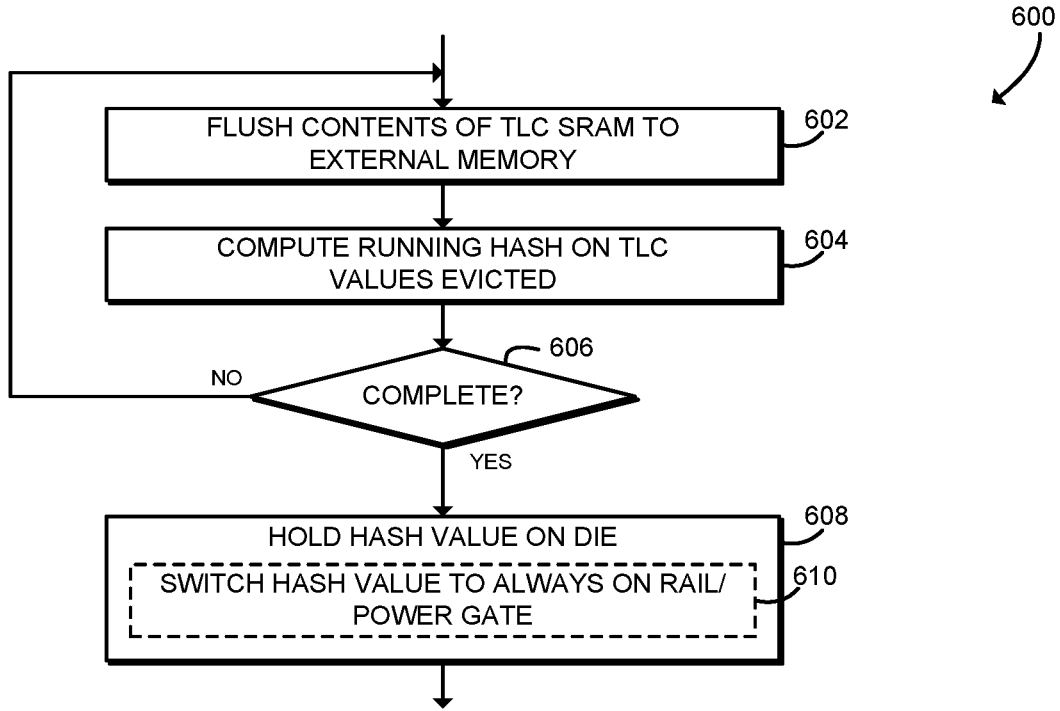 600
FLUSH CONTENTS OF TLC SRAM TO
EXTERNAL MEMORY
602
COMPUTE RUNNING HASH ON TLC
VALUES EVICTED
604
606
NO
COMPLETE?
YES
HOLD HASH VALUE ON DIE
608
SWITCH HASH VALUE TO ALWAYS ON RAIL/
POWER GATE
610